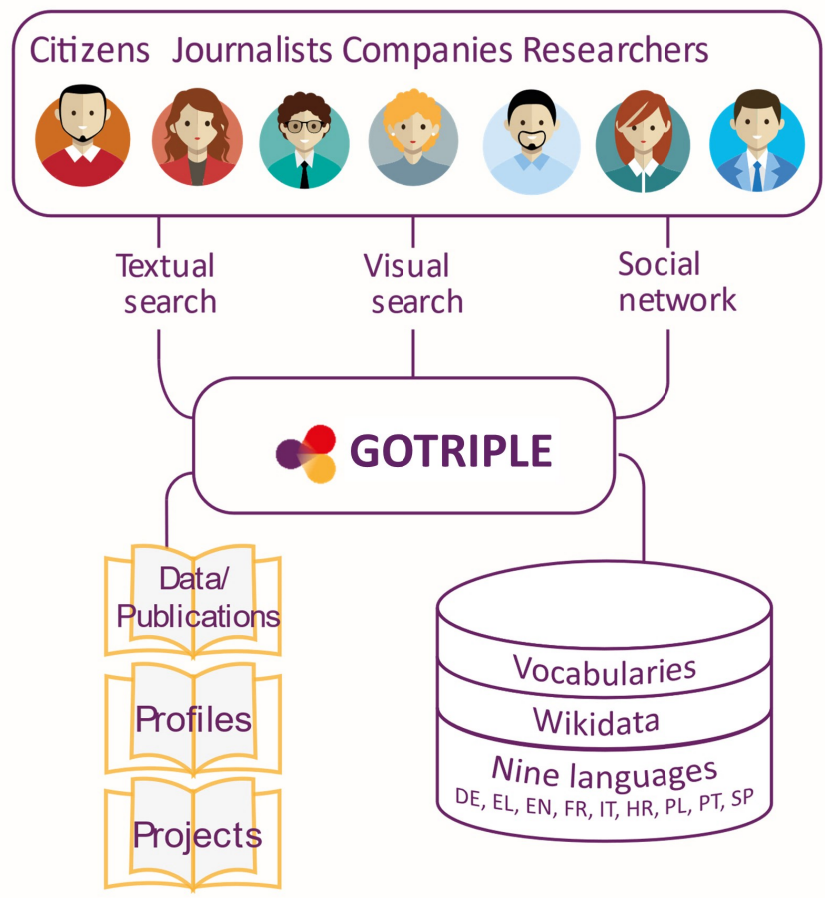 Citizens Journalists Companies Researchers
Textual
search
Visual
search
Social
network
GOTRIPLE
Data/
Publications
Profiles
Projects
Vocabularies
Wikidata
Nine languages
DE, EL, EN, FR, IT, HR, PL, PT, SP